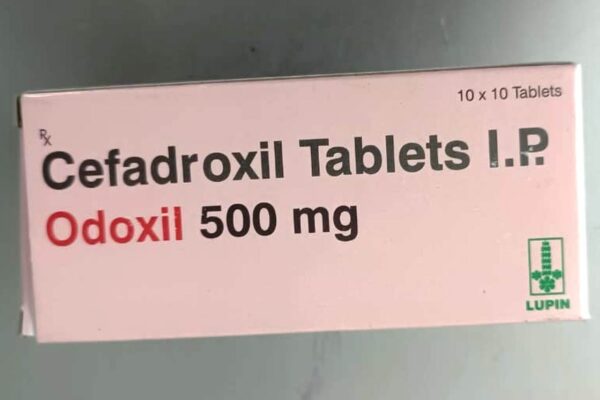 10 x 10 Tablets
Rx
Cefadroxil Tablets I.P.
Odoxil 500 mg
LUPIN